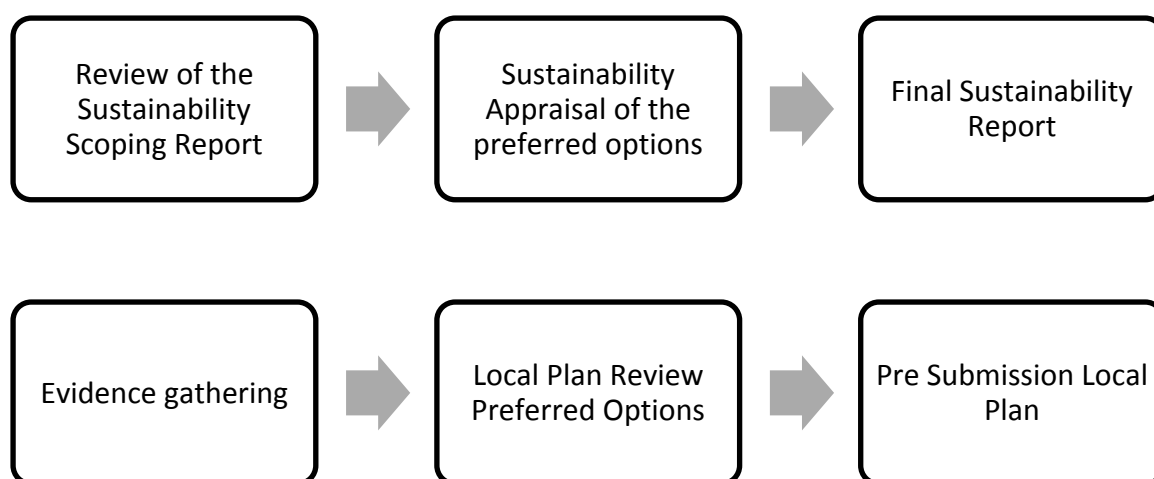 Review of the
Sustainability
Scoping Report
Sustainability
Appraisal of the
preferred options
Final Sustainability
Report
Evidence gathering
Local Plan Review
Preferred Options
Pre Submission Local
Plan